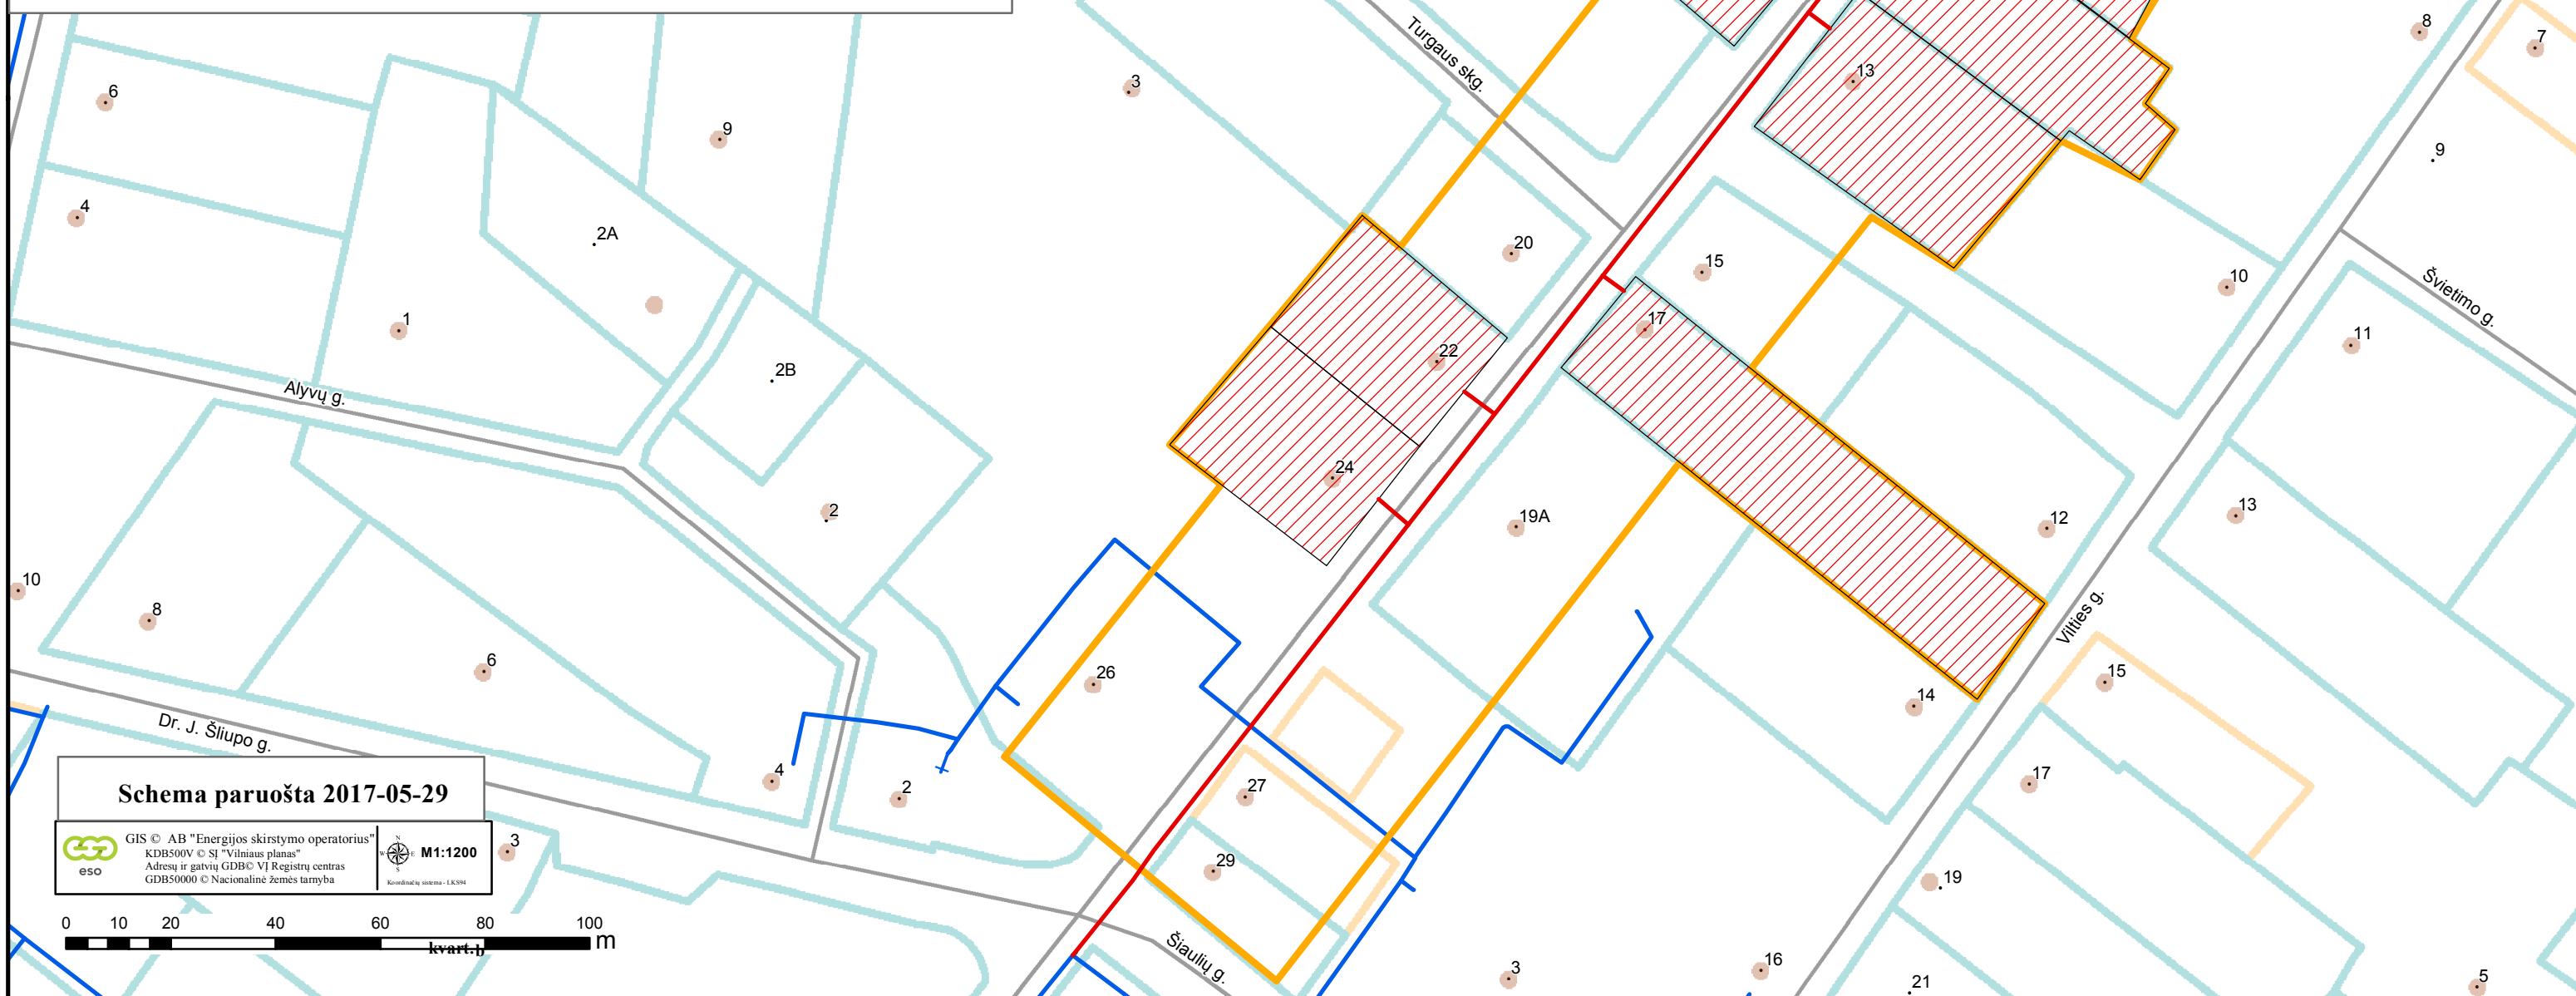 Turgaus skg.
8
7
3
13
6
9
9
4
2A
20
15
10
Švietimo g.
1
17
11
22
2B
Alyvų g.
24
13
2
19A
12
10
8
Vilties g.
6
26
15
14
Dr. J. Šliupo g.
4
2
27
17
Schema paruošta 2017-05-29
GIS © AB "Energijos skirstymo operatorius"
KDB500V © SĮ "Vilniaus planas"
Adresų ir gatvių GDB© VĮ Registrų centras
GDB50000 © Nacionalinė žemės tarnyba
eso
N
W
E
S
M1:1200
Koordinačių sistema - LKS94
3
29
19
0 10 20 40 60 80 100
m
Šiaulių g.
3
16
21
5